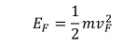 E_F = \frac{1}{2} m v_F^2